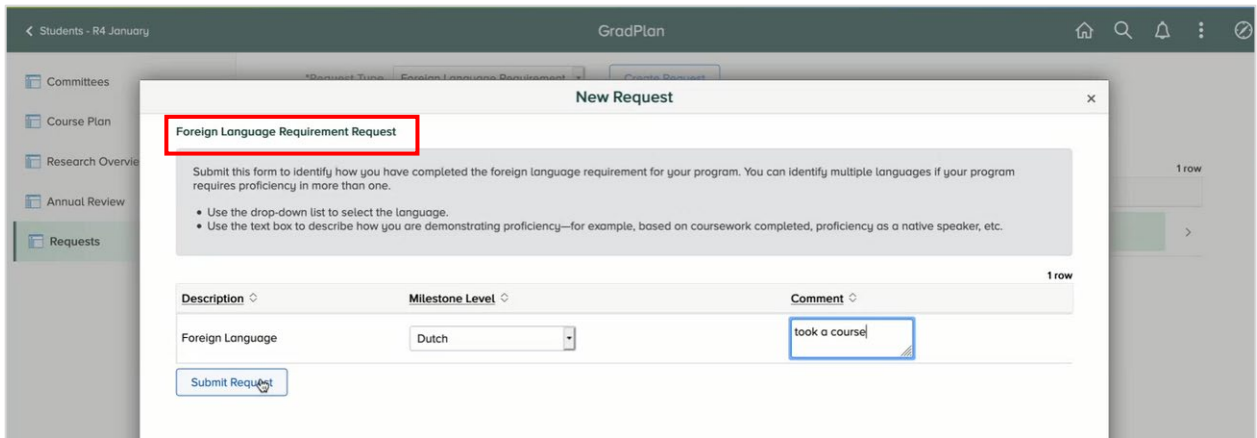 Students - R4 January
GradPlan
Committees
Course Plan
Research Overvie
Annual Review
Requests
*Request Type
Foreign Language Requirement
Create Request
1 row
New Request
×
Foreign Language Requirement Request
Submit this form to identify how you have completed the foreign language requirement for your program. You can identify multiple languages if your program
requires proficiency in more than one.
• Use the drop-down list to select the language.
• Use the text box to describe how you are demonstrating proficiency—for example, based on coursework completed, proficiency as a native speaker, etc.
1 row
Description
Milestone Level
Comment
Foreign Language
Dutch
took a course
Submit Request